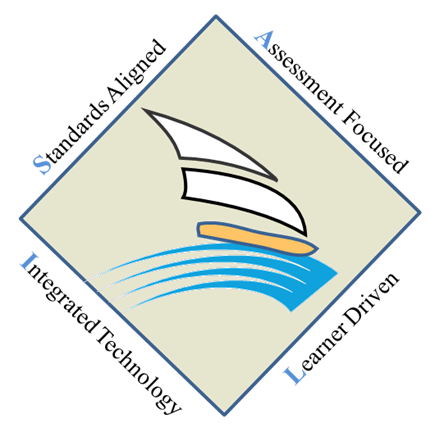 Standards Aligned
Assessment Focused
Integrated Technology
Learner Driven